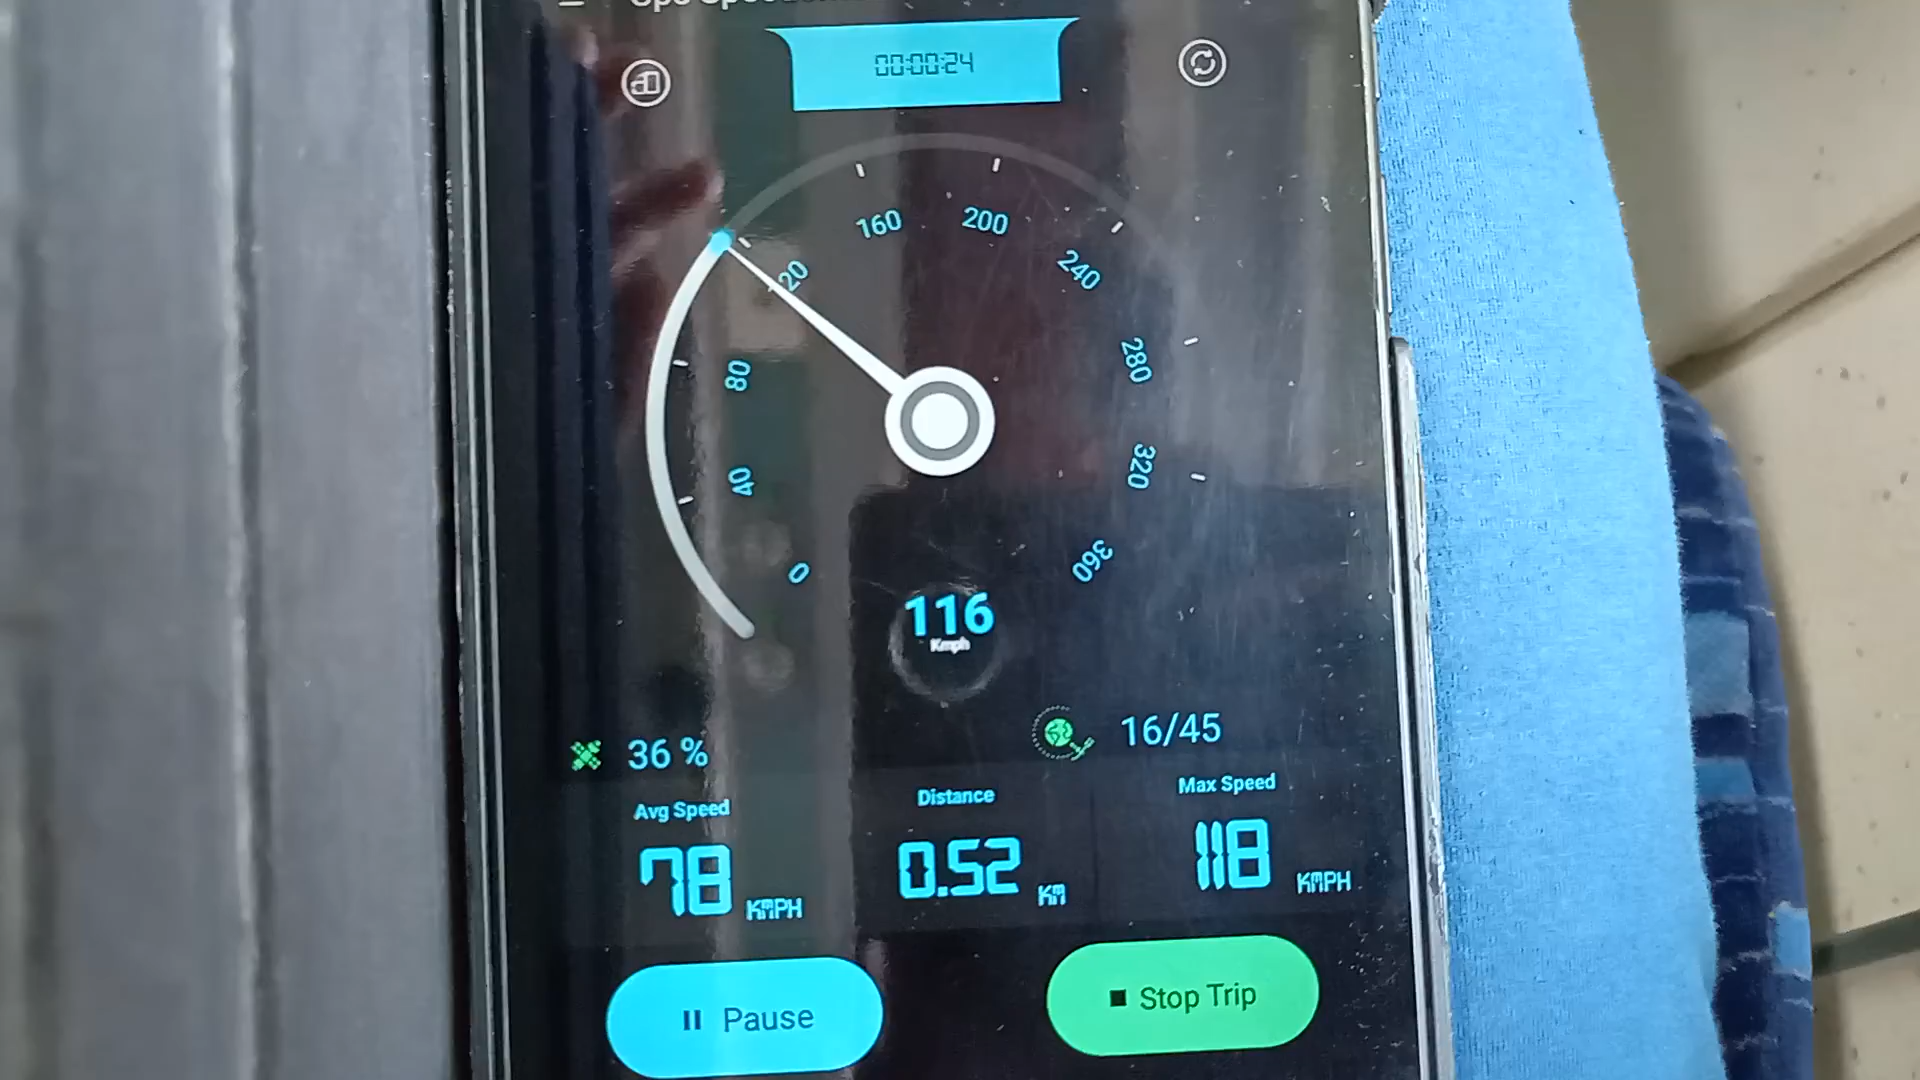 00:00:24
160
200
20
240
80
280
40
320
0
360
116
Kmph
36 %
16/45
Avg Speed
Distance
Max Speed
78 KMPH
0.52 KM
118 KMPH
Pause
Stop Trip